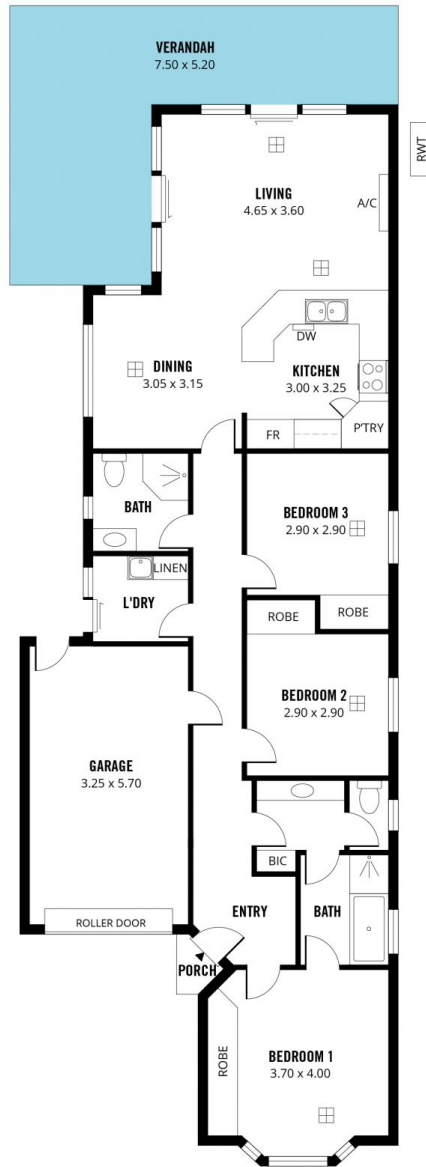 VERANDAH
7.50 x 5.20
RWT
LIVING
4.65 x 3.60
A/C
DW
DINING
3.05 x 3.15
KITCHEN
3.00 x 3.25
FR
P'TRY
BATH
BEDROOM 3
2.90 x 2.90
LINEN
L'DRY
ROBE
ROBE
BEDROOM 2
2.90 x 2.90
GARAGE
3.25 x 5.70
BIC
ENTRY
BATH
ROLLER DOOR
PORCH
ROBE
BEDROOM 1
3.70 x 4.00